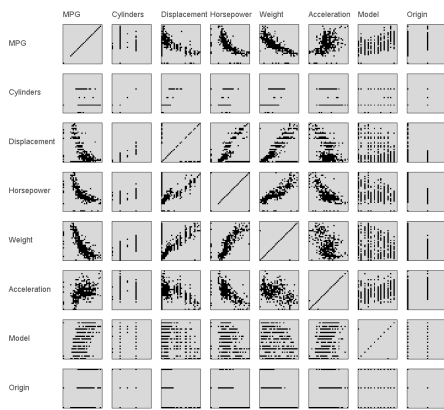 MPG Cylinders Displacement Horsepower Weight Acceleration Model Origin
MPG
Cylinders
Displacement
Horsepower
Weight
Acceleration
Model
Origin